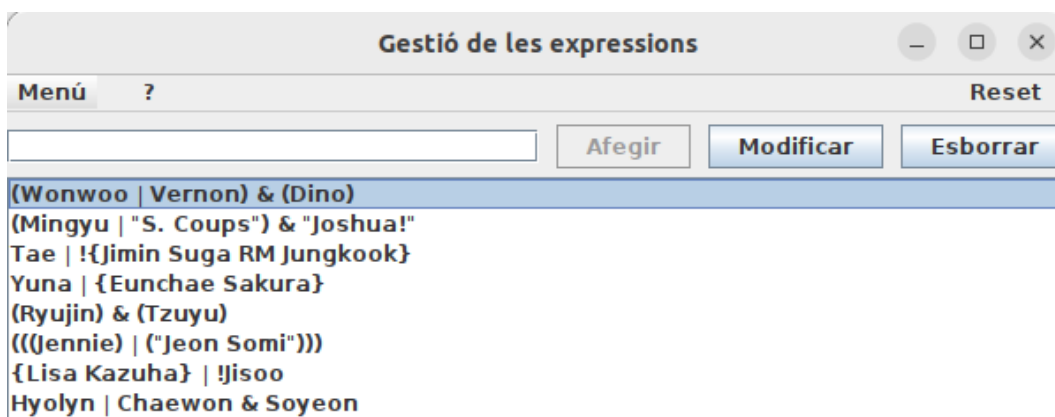 Gestió de les expressions
Menú ? Reset
Afegir Modificar Esborrar
(Wonwoo | Vernon) & (Dino)
(Mingyu | "S. Coups") & "Joshua!"
Tae | !{Jimin Suga RM Jungkook}
Yuna | {Eunchae Sakura}
(Ryujin) & (Tzuyu)
(((Jennie) | ("Jeon Somi")))
{Lisa Kazuha} | !Jisoo
Hyolyn | Chaewon & Soyeon